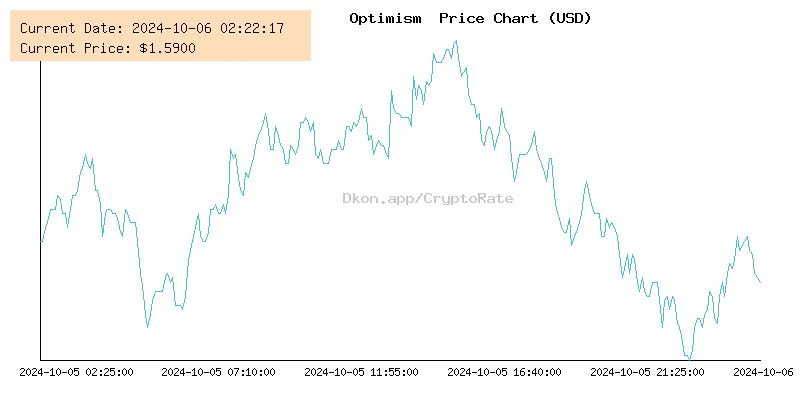 Optimism  Price Chart (USD)
Current Date: 2024-10-06 02:22:17
Current Price: $1.5900
Dkon.app/CryptoRate
2024-10-05 02:25:00 2024-10-05 07:10:00 2024-10-05 11:55:00 2024-10-05 16:40:00 2024-10-05 21:25:00 2024-10-06